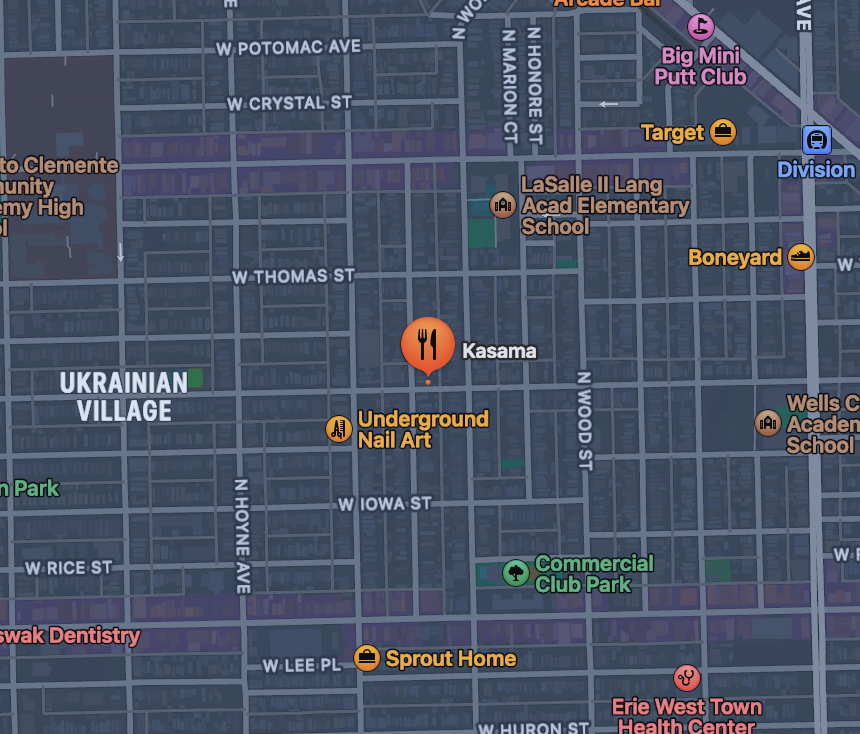 Arcade Bar
AVE
N WO
W POTOMAC AVE
N MARION CT
N HONORE ST
Big Mini
Putt Club
W CRYSTAL ST
Target
Division
to Clemente
nunity
emy High
ol
LaSalle II Lang
Acad Elementary
School
Boneyard
W THOMAS ST
W
Kasama
UKRAINIAN
VILLAGE
Underground
Nail Art
N WOOD ST
Wells C
Academ
School
n Park
N HOYNE AVE
W IOWA ST
W RICE ST
Commercial
Club Park
W F
swak Dentistry
W LEE PL
Sprout Home
Erie West Town
Health Center
W HURON ST